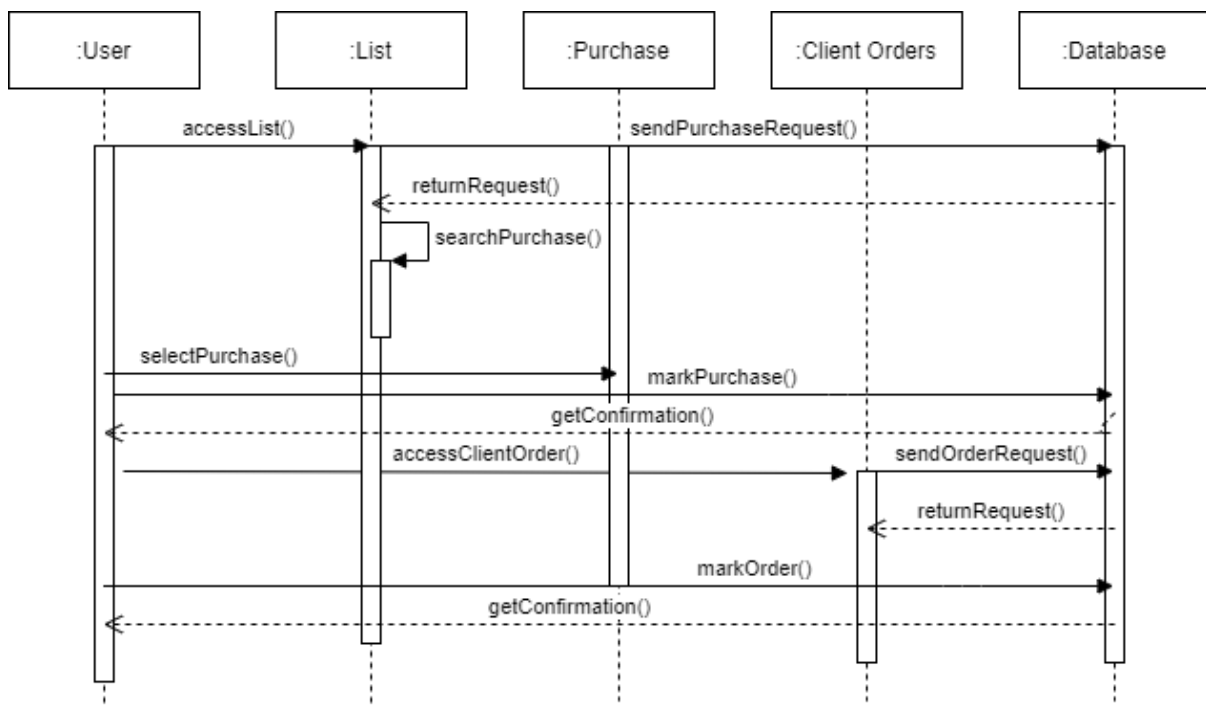 :User
:List
:Purchase
:Client Orders
:Database
accessList()
sendPurchaseRequest()
returnRequest()
searchPurchase()
selectPurchase()
markPurchase()
getConfirmation()
accessClientOrder()
sendOrderRequest()
returnRequest()
markOrder()
getConfirmation()